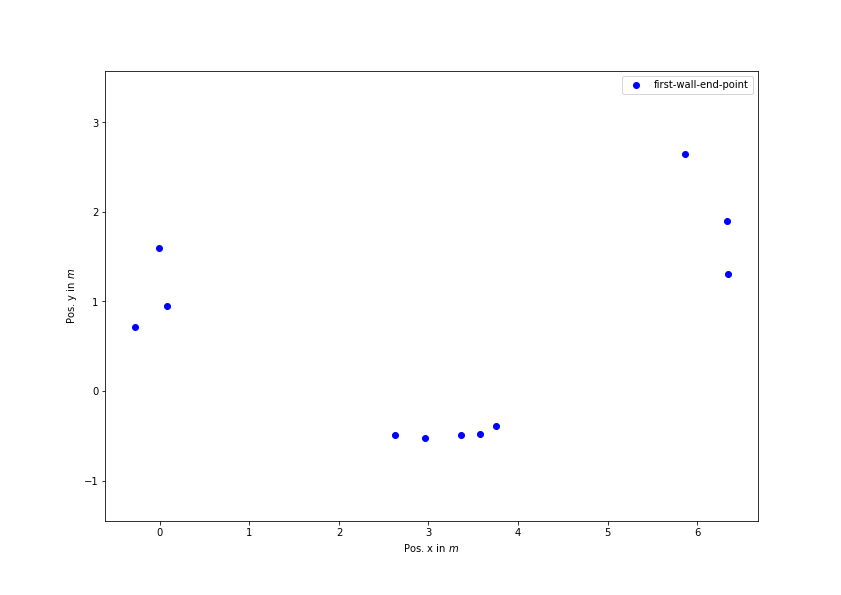 first-wall-end-point
3
2
1
0
−1
Pos. y in m
0 1 2 3 4 5 6
Pos. x in m